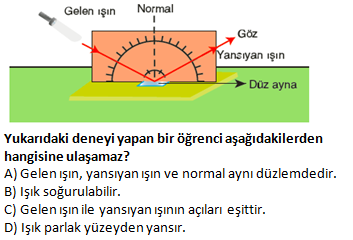 Gelen ışın
Normal
Göz
Yansıyan ışın
Düz ayna
Yukarıdaki deneyi yapan bir öğrenci aşağıdakilerden
hangisine ulaşamaz?
A) Gelen ışın, yansıyan ışın ve normal aynı düzlemdedir.
B) Işık soğurulabilir.
C) Gelen ışın ile yansıyan ışının açıları eşittir.
D) Işık parlak yüzeyden yansır.